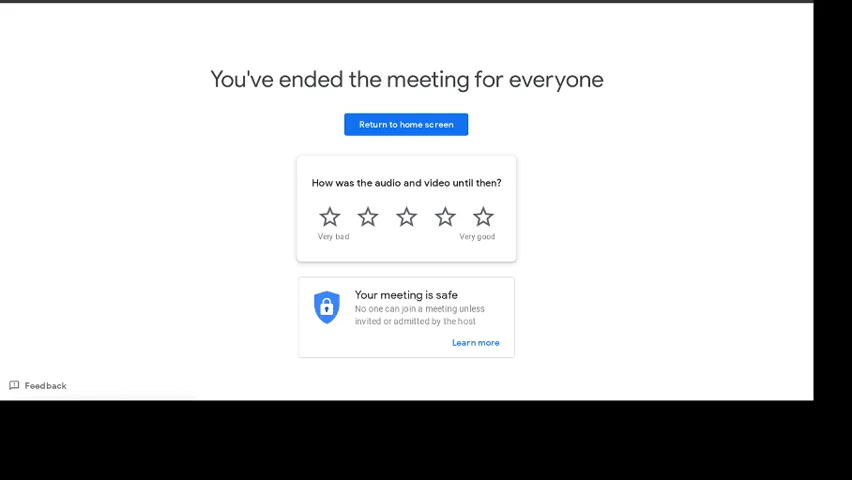 You've ended the meeting for everyone
Return to home screen
How was the audio and video until then?
Very bad
Very good
Your meeting is safe
No one can join a meeting unless
invited or admitted by the host
Learn more
Feedback